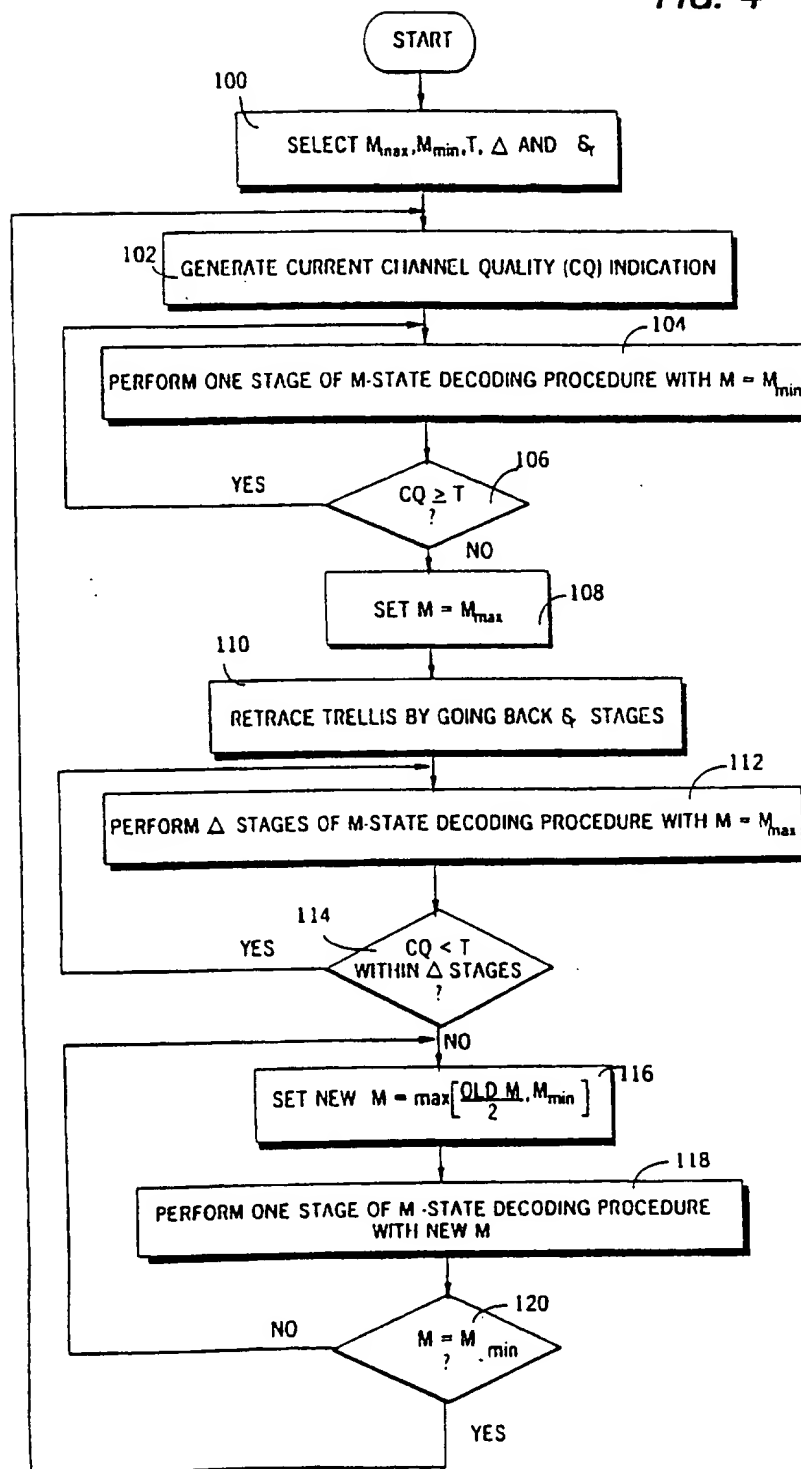 FIG. 4
START
100
SELECT Mmax, Mmin, T, Δ AND δr
102
GENERATE CURRENT CHANNEL QUALITY (CQ) INDICATION
104
PERFORM ONE STAGE OF M-STATE DECODING PROCEDURE WITH M = Mmin
106
YES
CQ ≥ T
?
NO
108
SET M = Mmax
110
RETRACE TRELLIS BY GOING BACK δr STAGES
112
PERFORM Δ STAGES OF M-STATE DECODING PROCEDURE WITH M = Mmax
114
YES
CQ < T
WITHIN Δ STAGES
?
NO
116
SET NEW M = max[OLD M/2, Mmin]
118
PERFORM ONE STAGE OF M-STATE DECODING PROCEDURE
WITH NEW M
120
NO
M = Mmin
?
YES